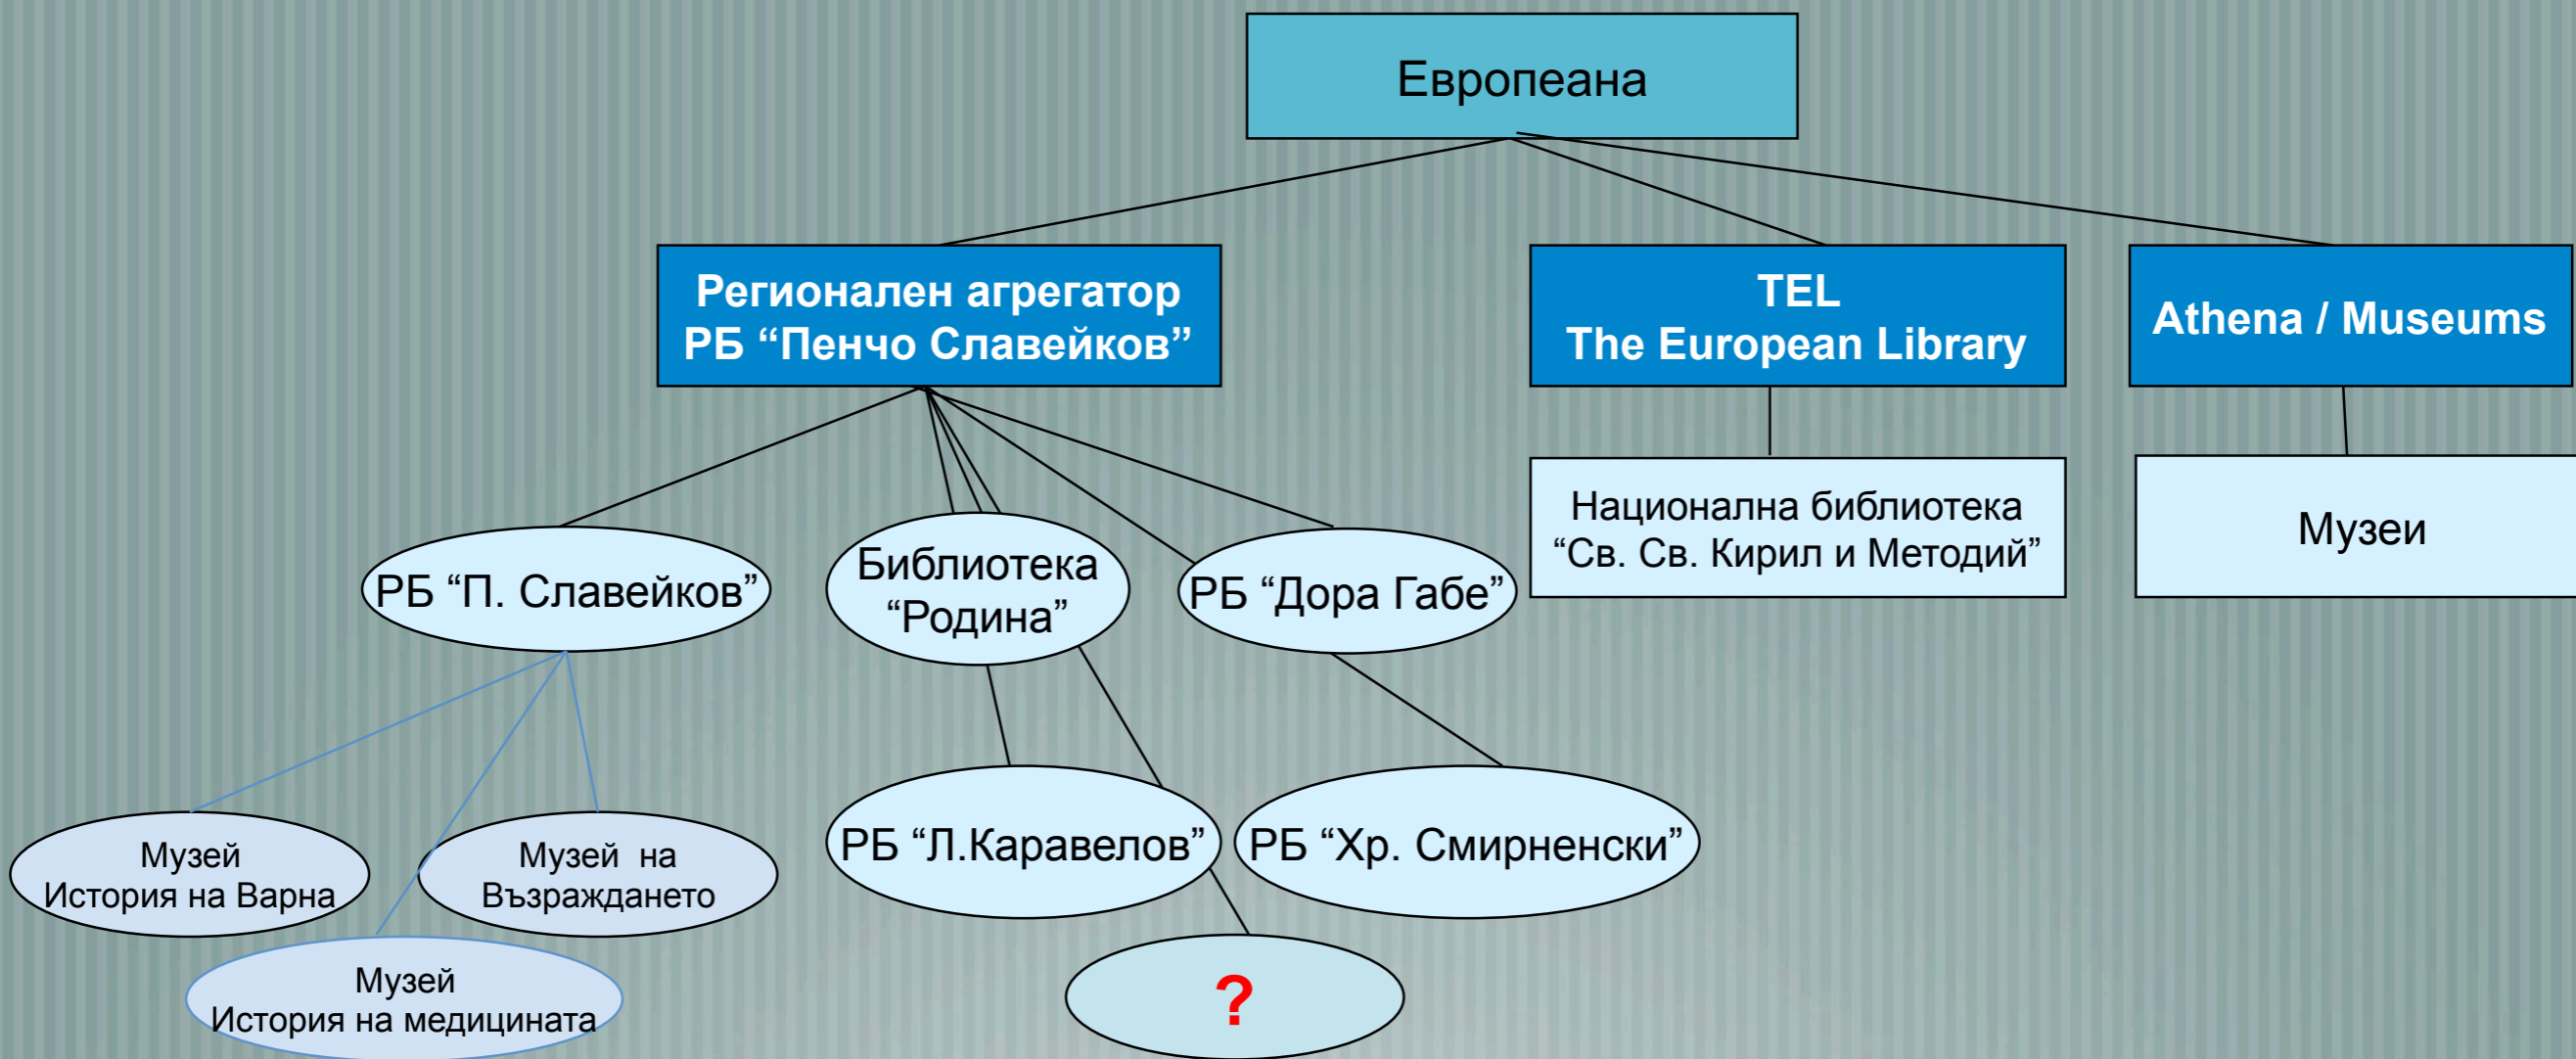 Европеана
Регионален агрегатор
РБ “Пенчо Славейков”
TEL
The European Library
Athena / Museums
Национална библиотека
“Св. Св. Кирил и Методий”
Музеи
РБ “П. Славейков”
Библиотека
“Родина”
РБ “Дора Габе”
РБ “Л.Каравелов”
РБ “Хр. Смирненски”
Музей
История на Варна
Музей на
Възраждането
Музей
История на медицината
?